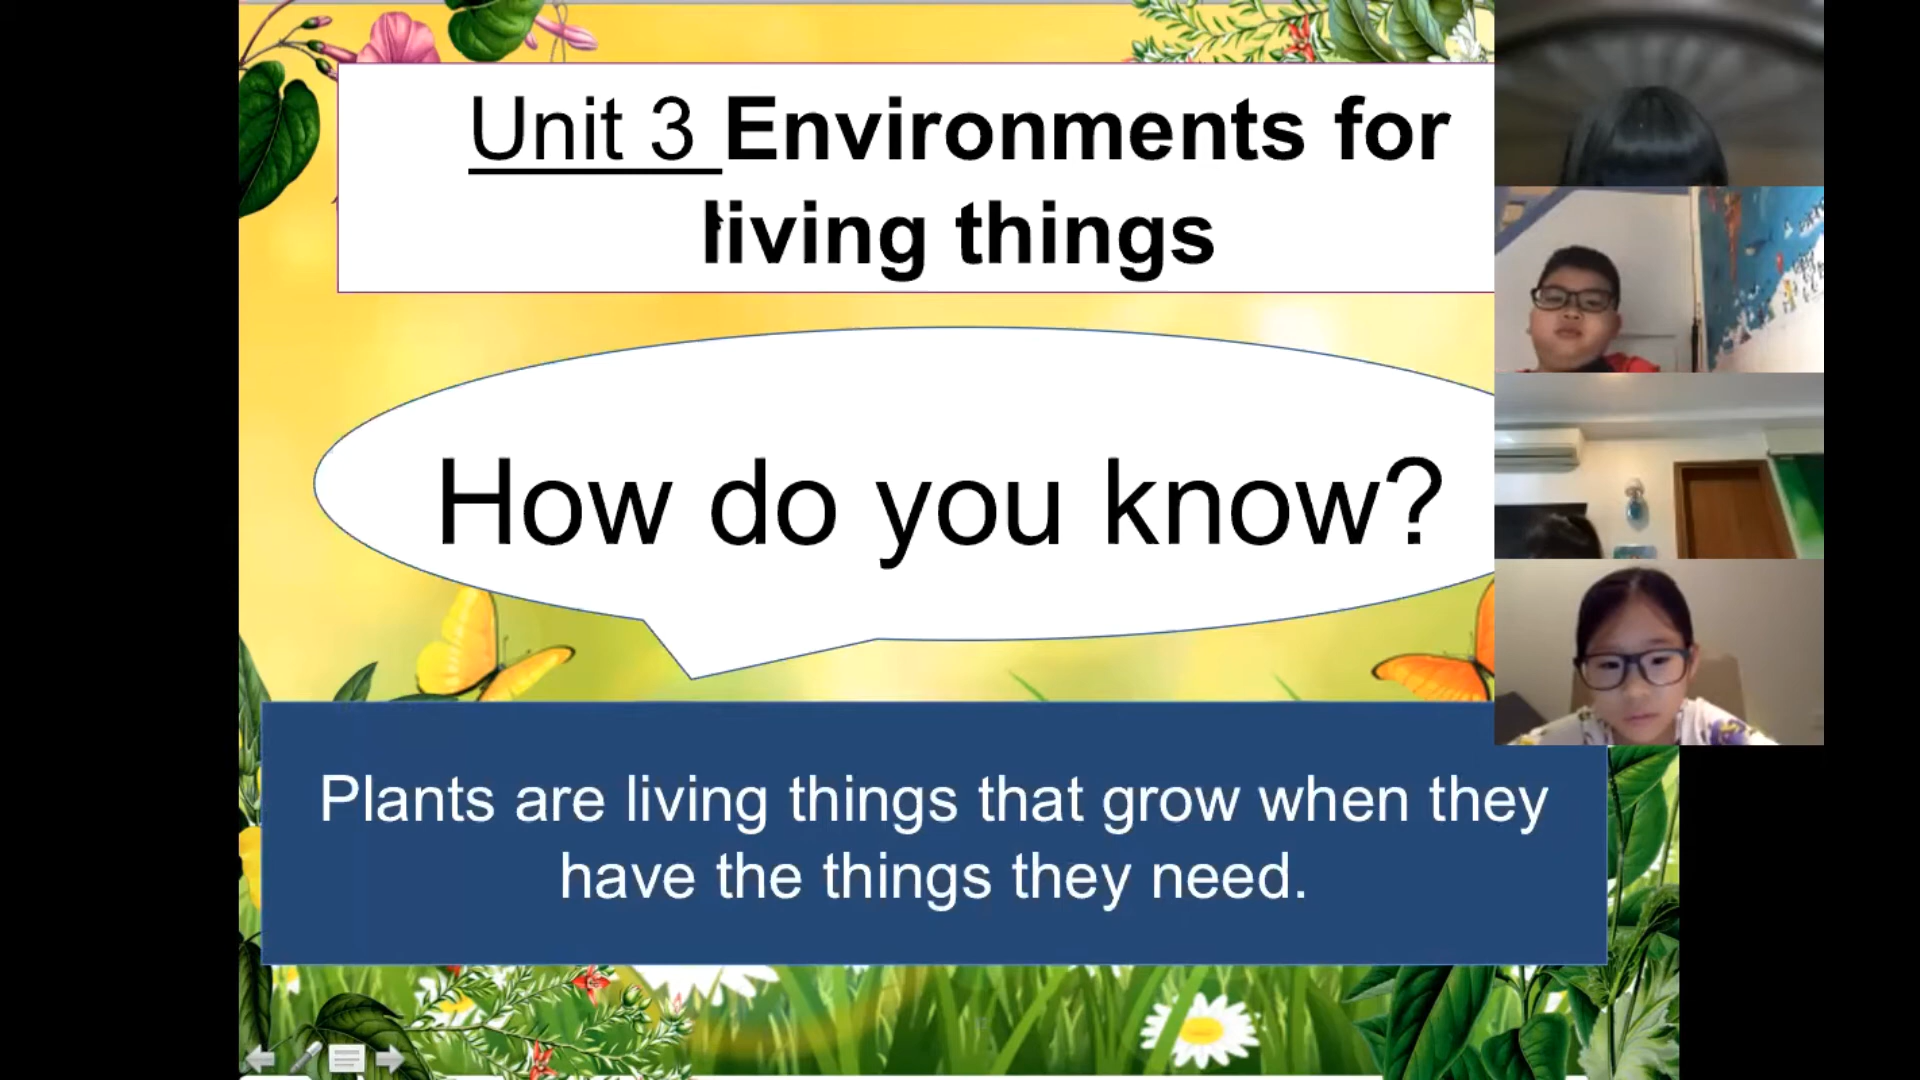 Unit 3 Environments for
living things
How do you know?
Plants are living things that grow when they
have the things they need.